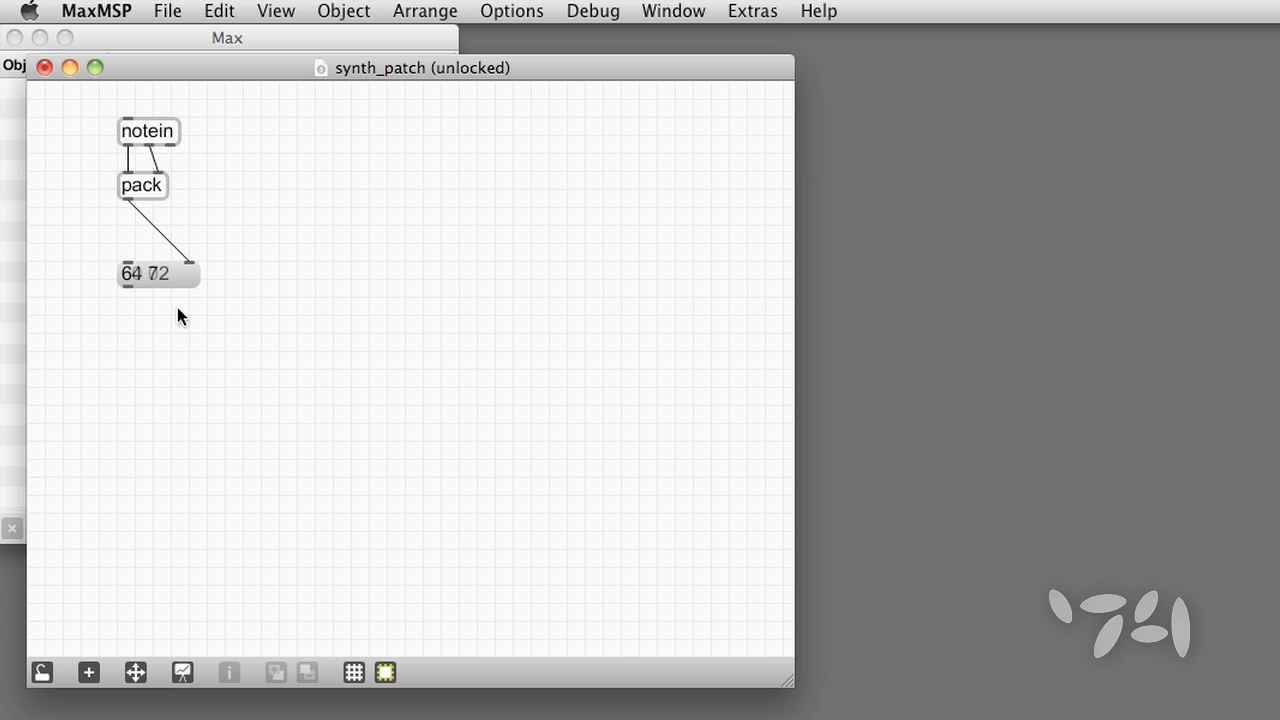 MaxMSP File Edit View Object Arrange Options Debug Window Extras Help
Max
Obj
synth_patch (unlocked)
notein
pack
64 72